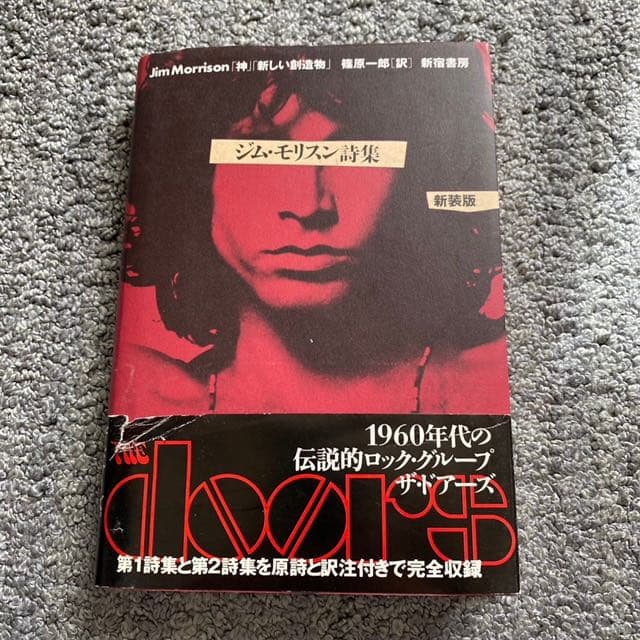 Jim Morrison「神」「新しい創造物」 篠原一郎[訳] 新宿書房
ジム・モリスン詩集
新装版
1960年代の
伝説的ロック・グループ
ザ・ドアーズ
THE
doors
第1詩集と第2詩集を原詩と訳注付きで完全収録